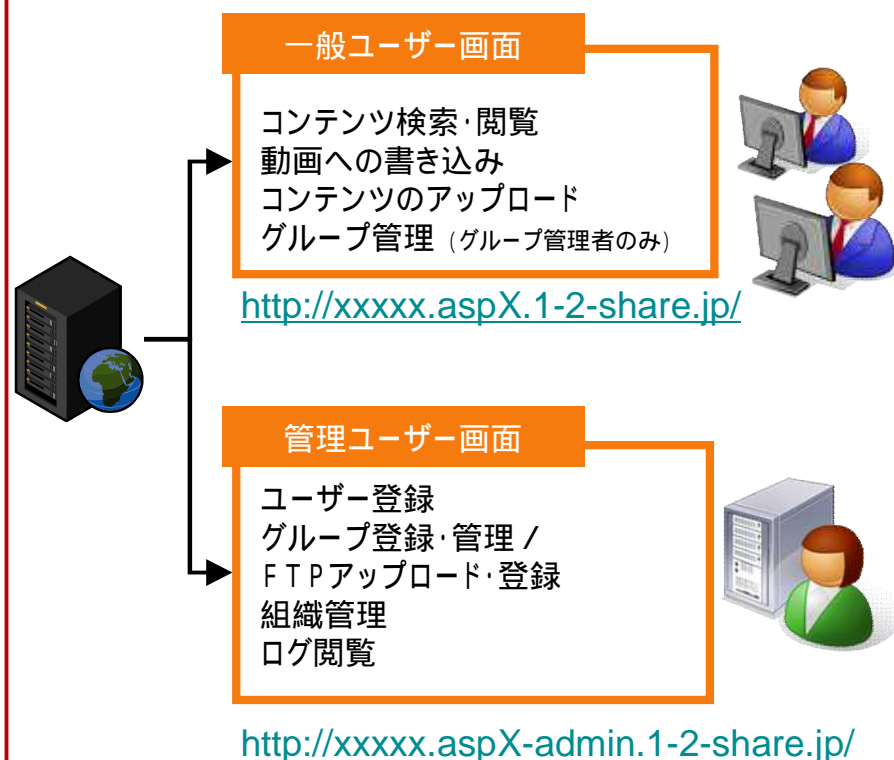 一般ユーザー画面
コンテンツ検索･閲覧
動画への書き込み
コンテンツのアップロード
グループ管理（グループ管理者のみ）
http://xxxxx.aspX.1-2-share.jp/
管理ユーザー画面
ユーザー登録
グループ登録･管理 /
ＦＴＰアップロード･登録
組織管理
ログ閲覧
http://xxxxx.aspX-admin.1-2-share.jp/